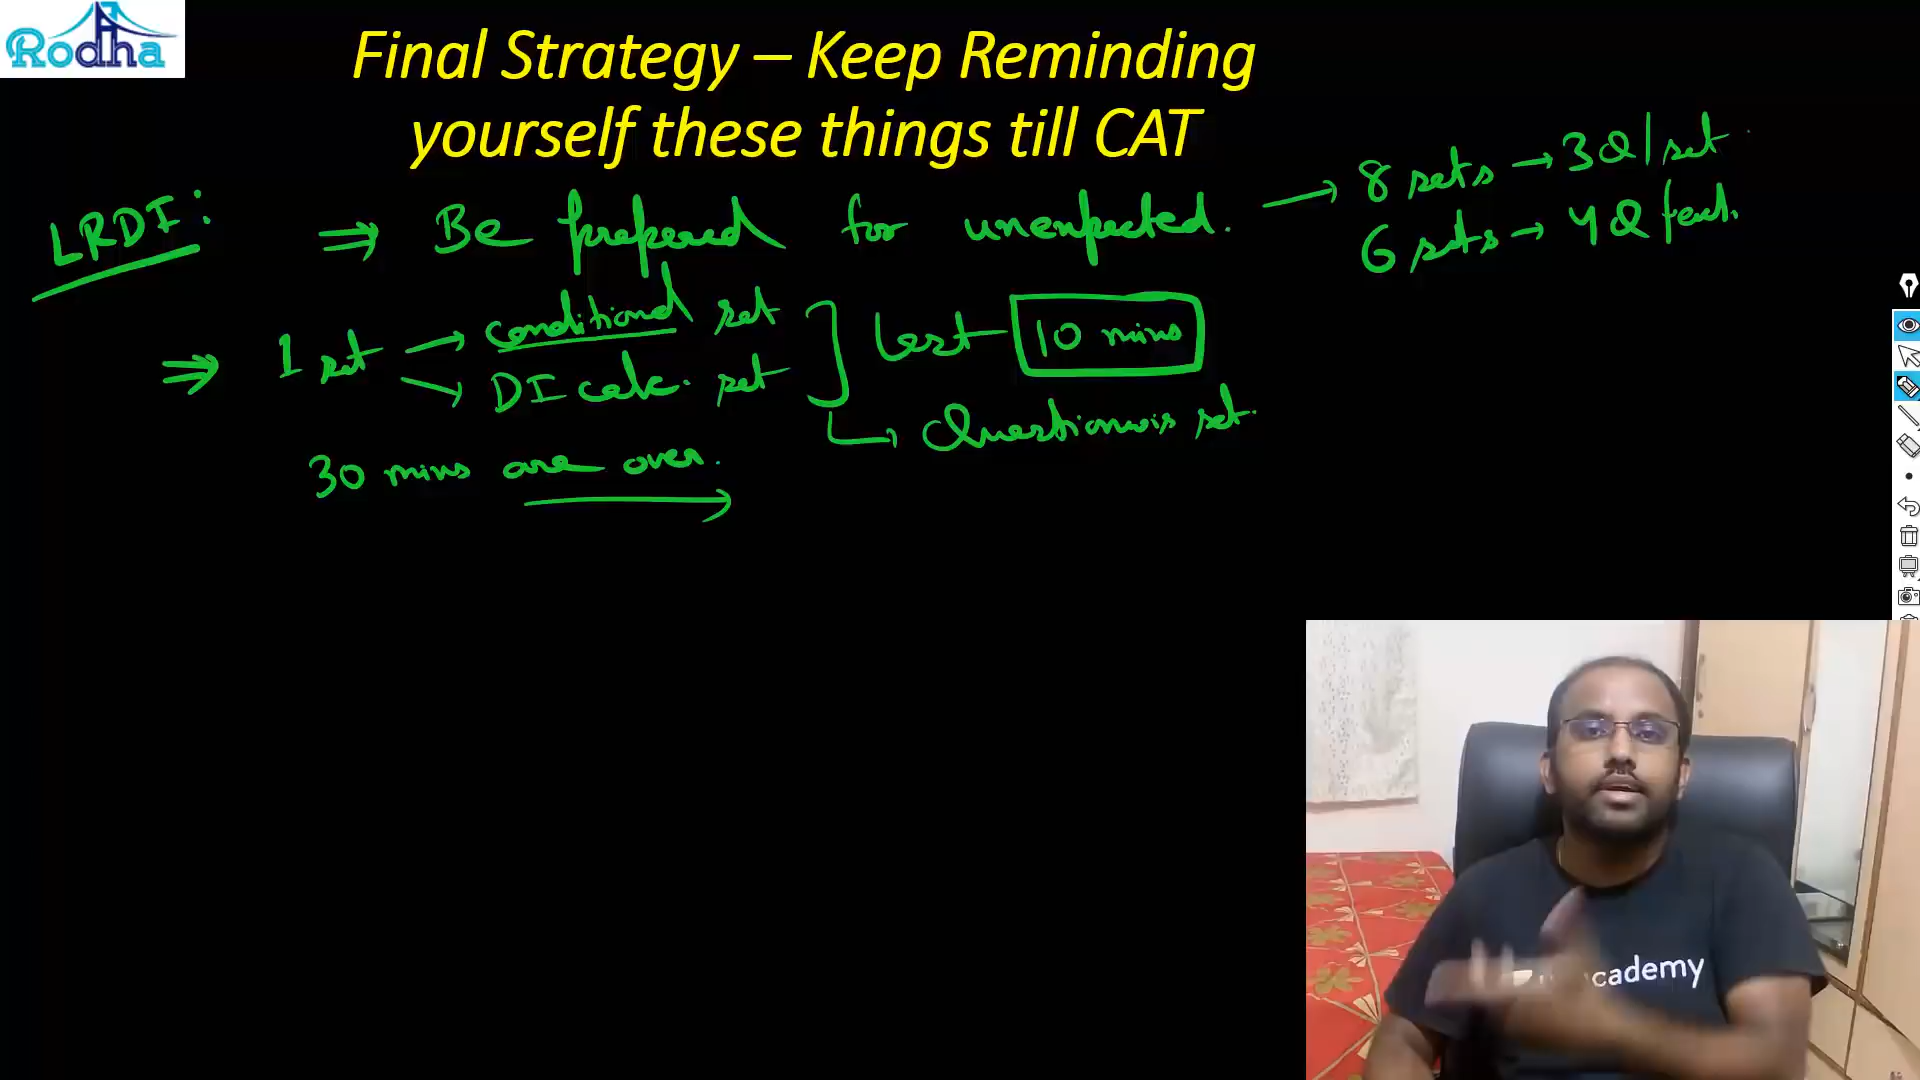 Rodha
Final Strategy – Keep Reminding
yourself these things till CAT
LRDI: ⇒ Be prepared for unexpected. → 8 sets → 3Q/set
6 sets → 4Q each.
⇒ 1 set → conditional set
→ DI calc. set
Last 10 mins
→ Questionwis set.
30 mins are over.
academy